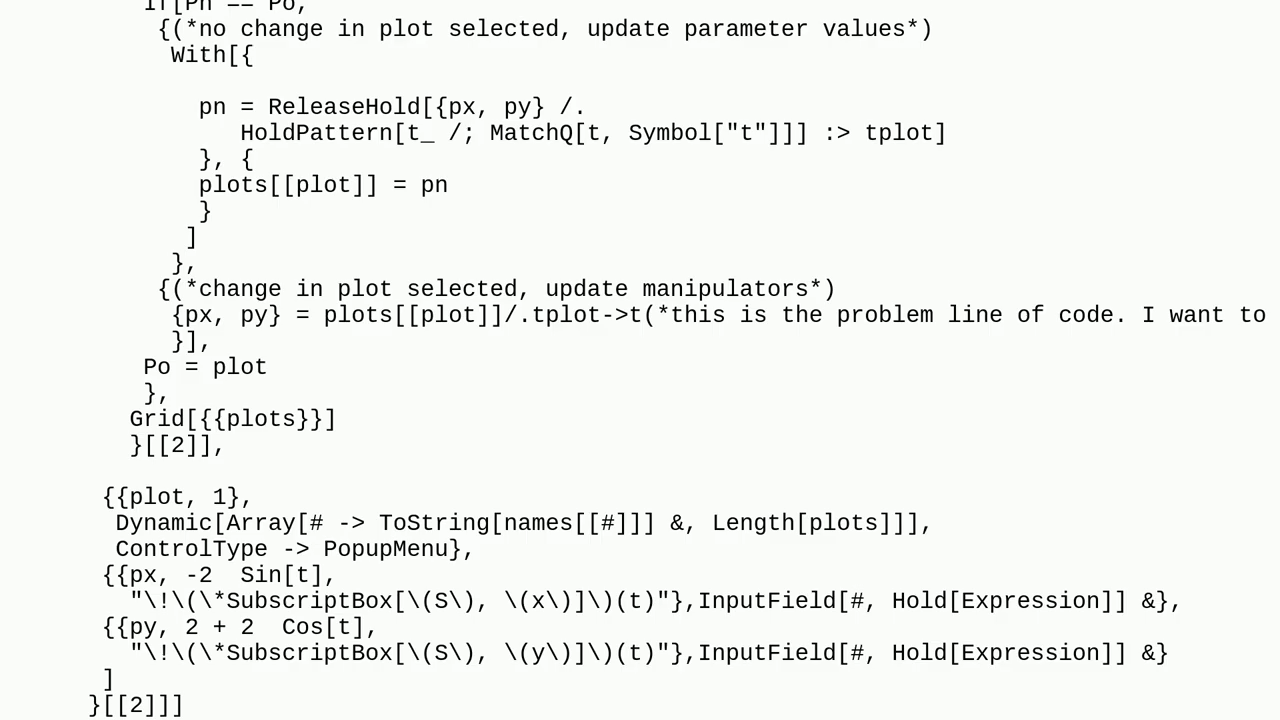 If[Pn == Po,
{(*no change in plot selected, update parameter values*)
With[{
pn = ReleaseHold[{px, py} /.
HoldPattern[t_ /; MatchQ[t, Symbol["t"]]] :> tplot]
}, {
plots[[plot]] = pn
}
]
},
{(*change in plot selected, update manipulators*)
{px, py} = plots[[plot]]/.tplot->t(*this is the problem line of code. I want to
}],
Po = plot
},
Grid[{{plots}}]
}[[2]],
{{plot, 1},
Dynamic[Array[# -> ToString[names[[#]]] &, Length[plots]]],
ControlType -> PopupMenu},
{{px, -2  Sin[t],
"\!\(\*SubscriptBox[\(S\), \(x\)]\)(t)"},InputField[#, Hold[Expression]] &},
{{py, 2 + 2  Cos[t],
"\!\(\*SubscriptBox[\(S\), \(y\)]\)(t)"},InputField[#, Hold[Expression]] &}
]
}[[2]]]